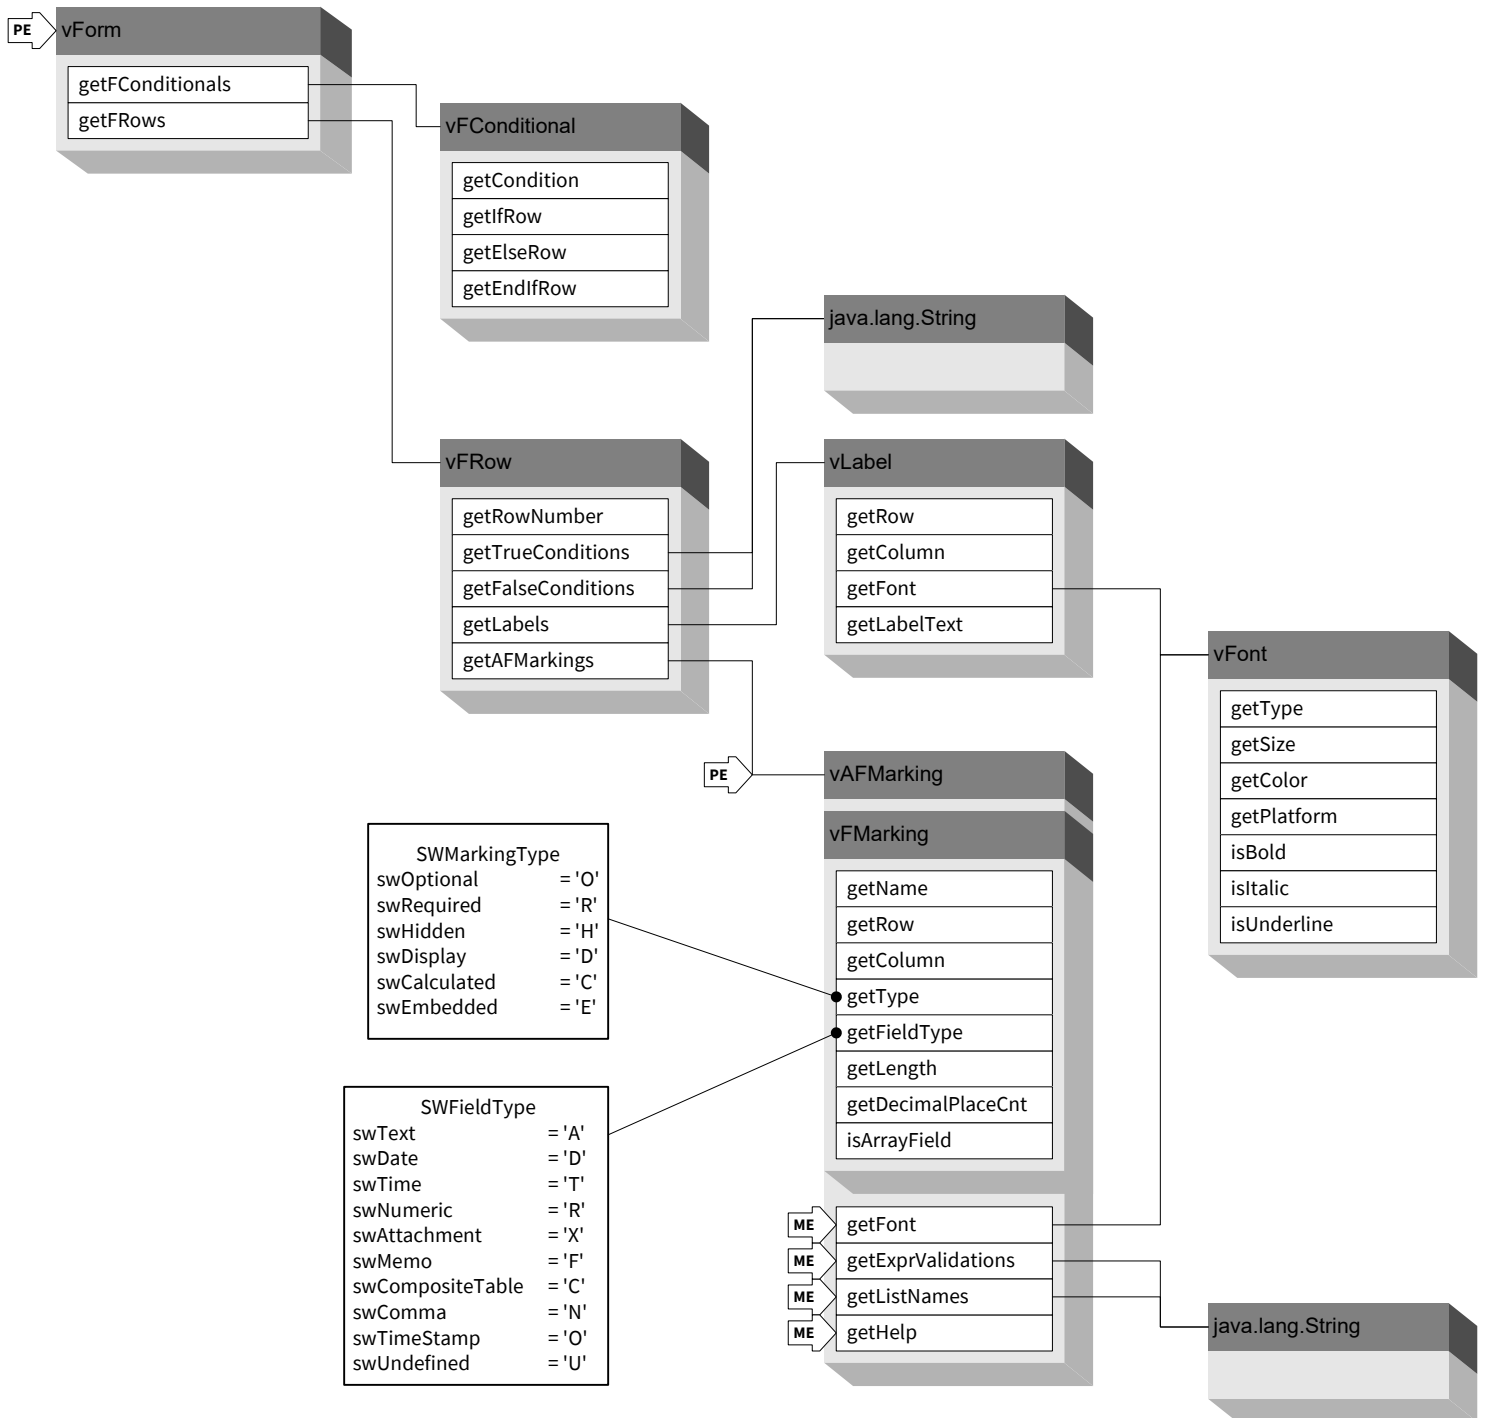 PE
vForm
getFConditionals
getFRows
vFConditional
getCondition
getIfRow
getElseRow
getEndIfRow
java.lang.String
vFRow
getRowNumber
getTrueConditions
getFalseConditions
getLabels
getAFMarkings
vLabel
getRow
getColumn
getFont
getLabelText
vFont
getType
getSize
getColor
getPlatform
isBold
isItalic
isUnderline
PE
vAFMarking
vFMarking
getName
getRow
getColumn
getType
getFieldType
getLength
getDecimalPlaceCnt
isArrayField
ME getFont
ME getExprValidations
ME getListNames
ME getHelp
SWMarkingType
swOptional = 'O'
swRequired = 'R'
swHidden = 'H'
swDisplay = 'D'
swCalculated = 'C'
swEmbedded = 'E'
SWFieldType
swText = 'A'
swDate = 'D'
swTime = 'T'
swNumeric = 'R'
swAttachment = 'X'
swMemo = 'F'
swCompositeTable = 'C'
swComma = 'N'
swTimeStamp = 'O'
swUndefined = 'U'
java.lang.String